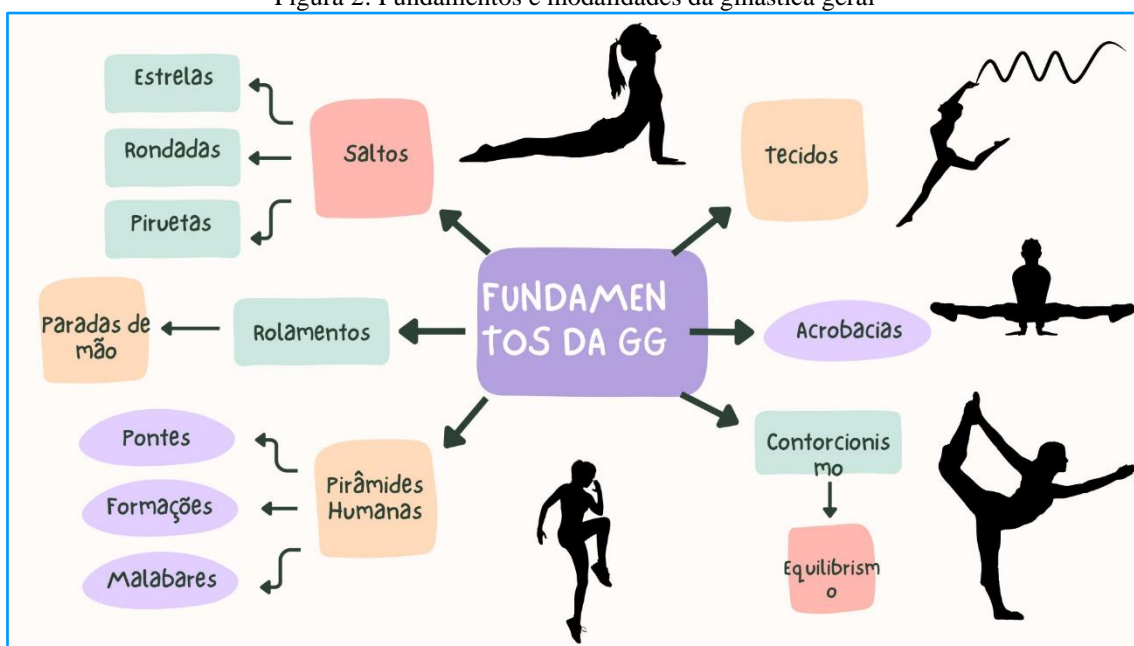 Figura 2: Fundamentos e modalidades da ginástica geral
Estrelas
Rondadas
Piruetas
Saltos
Tecidos
FUNDAMEN
TOS DA GG
Paradas de
mão
Rolamentos
Acrobacias
Pontes
Formações
Malabares
Pirâmides
Humanas
Contorcionis
mo
Equilibrism
o